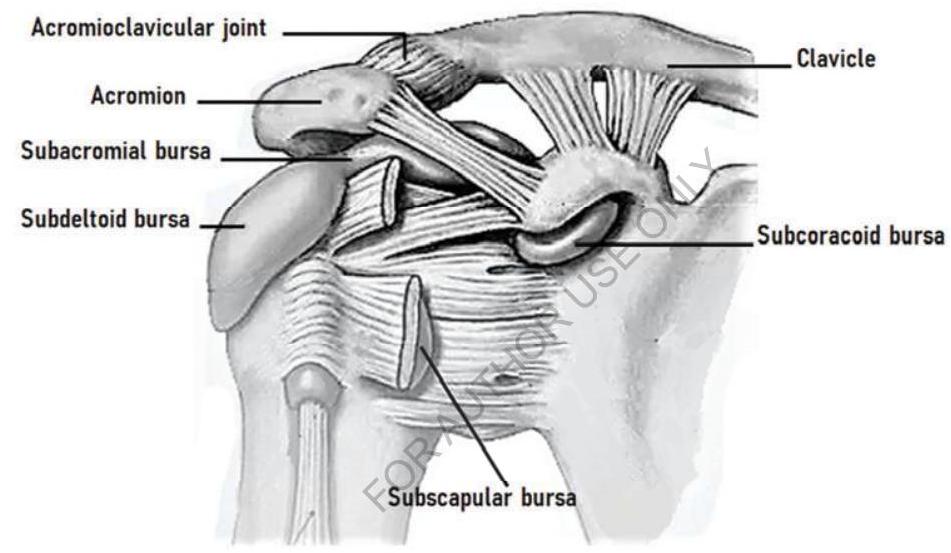 Acromioclavicular joint
Clavicle
Acromion
Subacromial bursa
Subdeltoid bursa
Subcoracoid bursa
Subscapular bursa
FOR AUTHOR USE ONLY